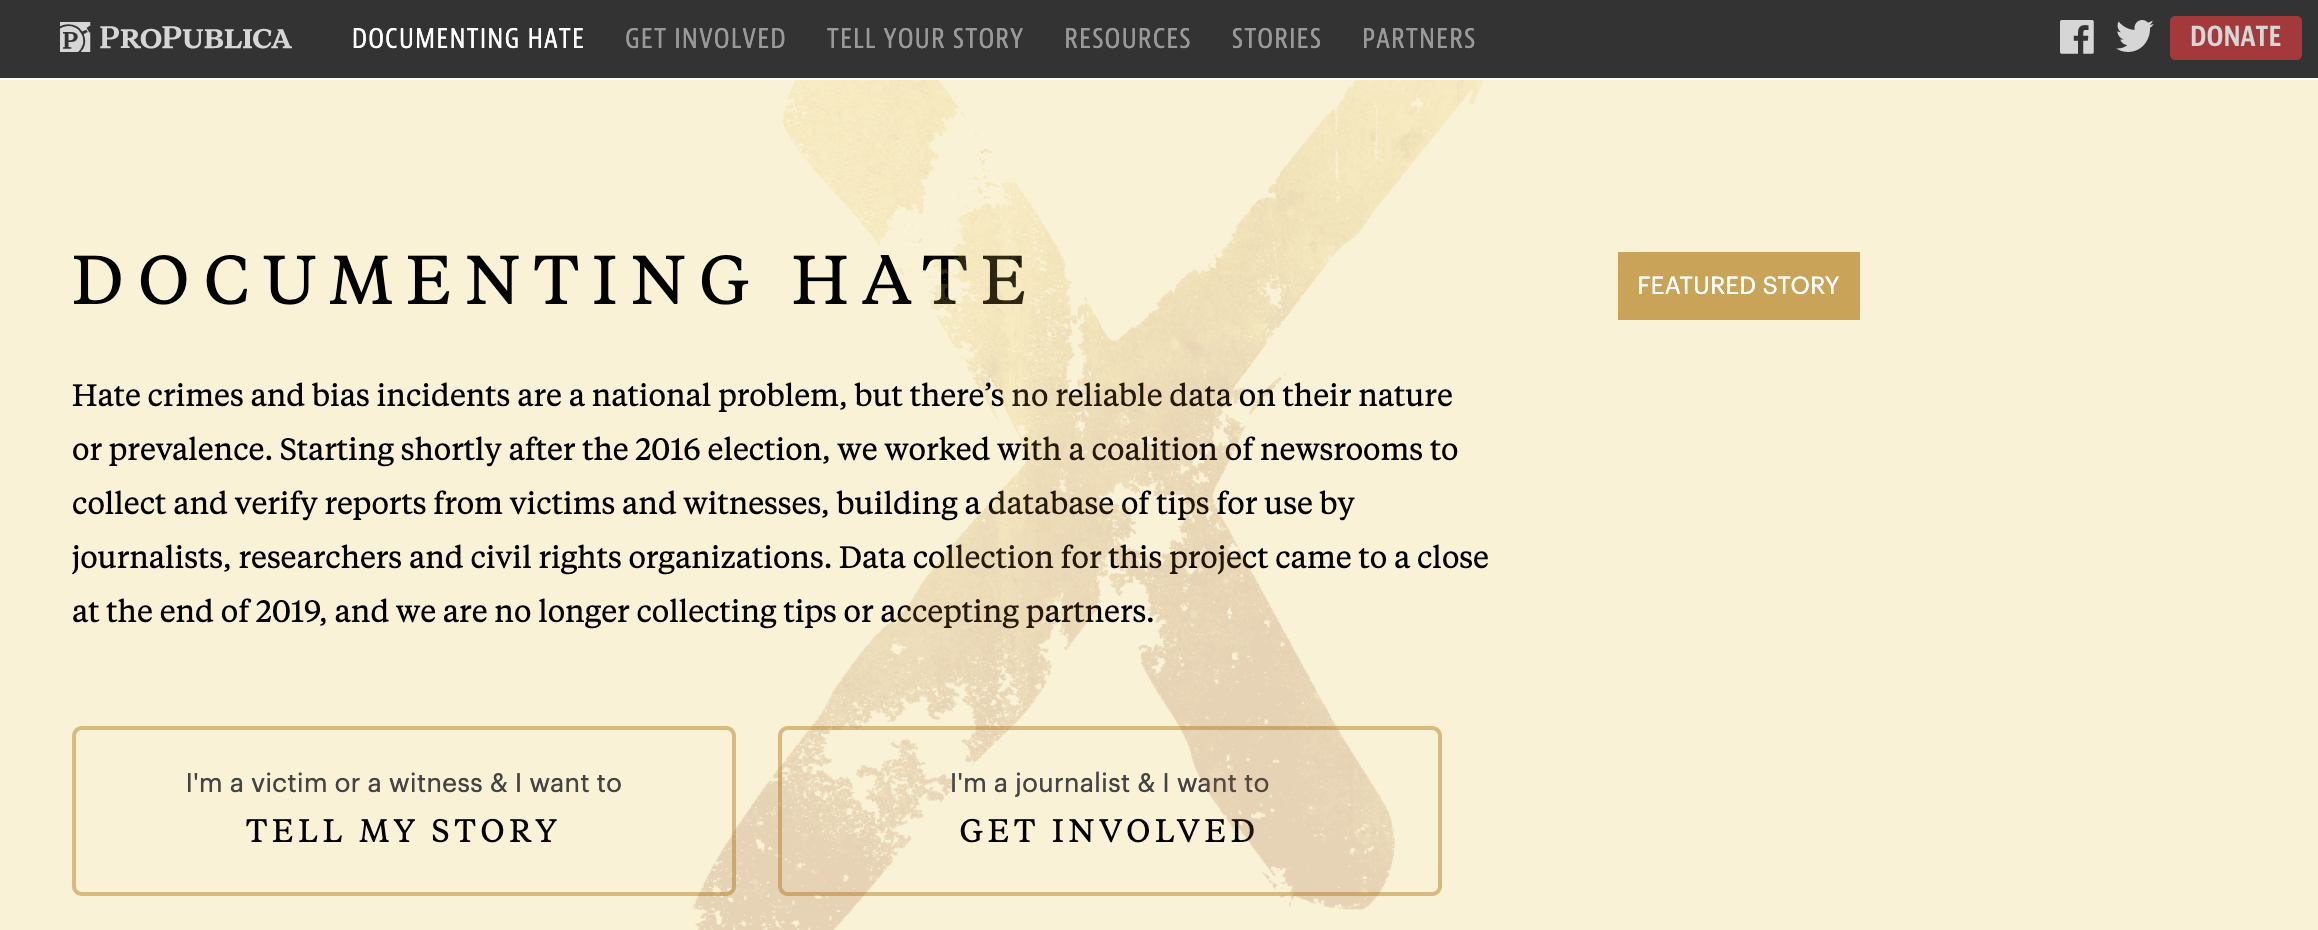 PROPUBLICA DOCUMENTING HATE GET INVOLVED TELL YOUR STORY RESOURCES STORIES PARTNERS DONATE
DOCUMENTING HATE
FEATURED STORY
Hate crimes and bias incidents are a national problem, but there’s no reliable data on their nature
or prevalence. Starting shortly after the 2016 election, we worked with a coalition of newsrooms to
collect and verify reports from victims and witnesses, building a database of tips for use by
journalists, researchers and civil rights organizations. Data collection for this project came to a close
at the end of 2019, and we are no longer collecting tips or accepting partners.
I'm a victim or a witness & I want to
TELL MY STORY
I'm a journalist & I want to
GET INVOLVED